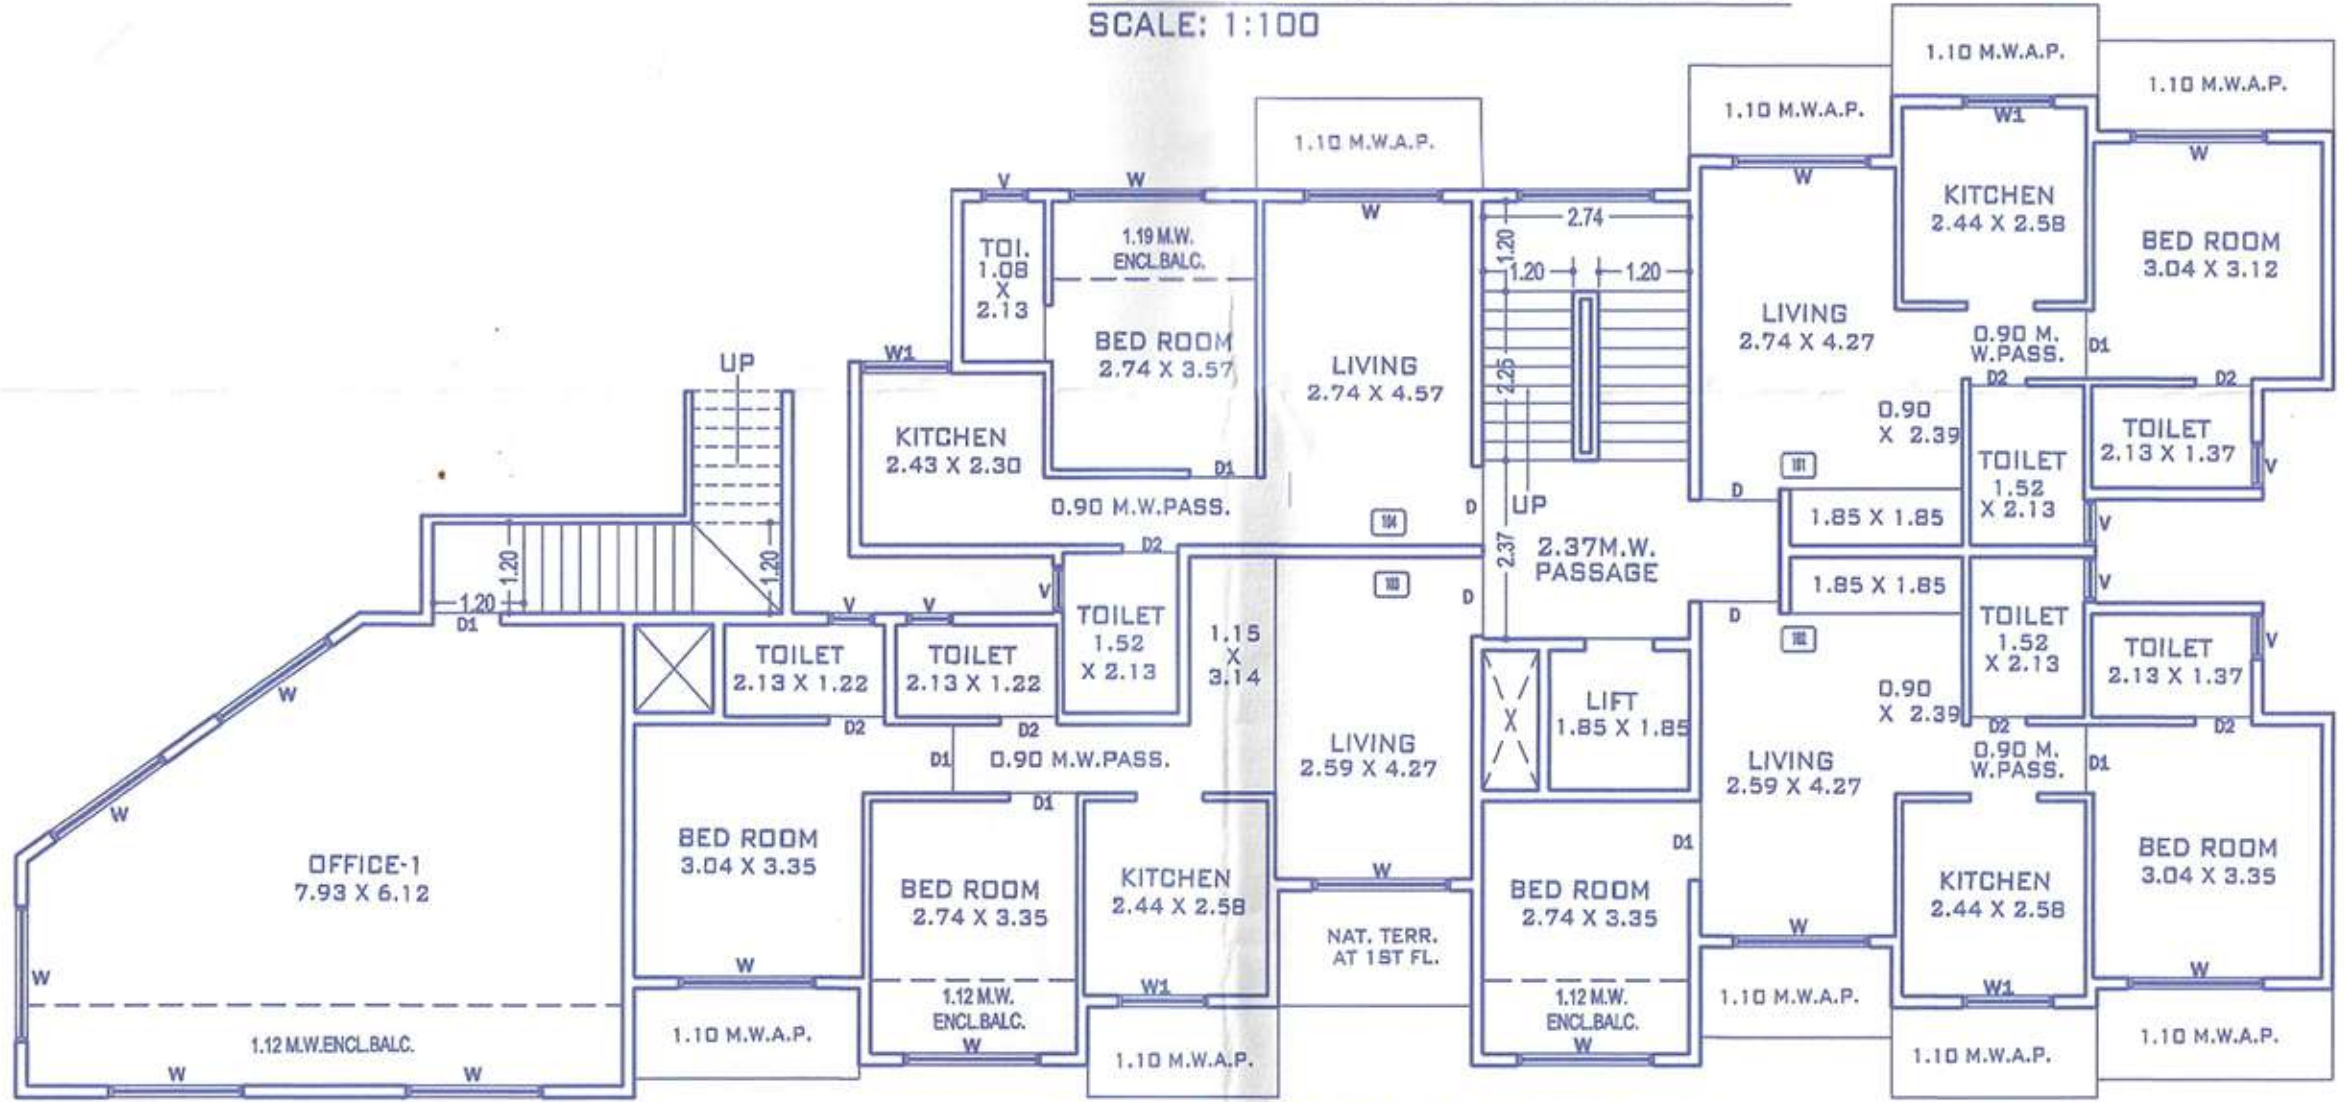 SCALE: 1:100
1.10 M.W.A.P.
1.10 M.W.A.P.
1.10 M.W.A.P.
1.10 M.W.A.P.
V
W
W
W
W1
W
TOI.
1.08
X
2.13
1.19 M.W.
ENCL.BALC.
BED ROOM
2.74 X 3.57
D1
LIVING
2.74 X 4.57
104
D
2.74
1.20
1.20
1.20
2.25
UP
2.37
2.37M.W.
PASSAGE
LIVING
2.74 X 4.27
101
D
KITCHEN
2.44 X 2.58
BED ROOM
3.04 X 3.12
0.90 M.
W.PASS.
D1
D2
D2
0.90
X 2.39
TOILET
1.52
X 2.13
TOILET
2.13 X 1.37
V
1.85 X 1.85
V
UP
W1
KITCHEN
2.43 X 2.30
0.90 M.W.PASS.
D2
1.20
1.20
1.20
D1
V
V
V
TOILET
2.13 X 1.22
TOILET
2.13 X 1.22
TOILET
1.52
X 2.13
1.15
X
3.14
103
D
D2
D2
D1
0.90 M.W.PASS.
D1
LIVING
2.59 X 4.27
W
X
LIFT
1.85 X 1.85
1.85 X 1.85
D
102
V
TOILET
1.52
X 2.13
TOILET
2.13 X 1.37
V
0.90
X 2.39
D2
D2
0.90 M.
W.PASS.
D1
LIVING
2.59 X 4.27
W
W
W
W
OFFICE-1
7.93 X 6.12
1.12 M.W.ENCL.BALC.
W
W
BED ROOM
3.04 X 3.35
W
1.10 M.W.A.P.
BED ROOM
2.74 X 3.35
1.12 M.W.
ENCL.BALC.
W
KITCHEN
2.44 X 2.58
W1
1.10 M.W.A.P.
NAT. TERR.
AT 1ST FL.
BED ROOM
2.74 X 3.35
D1
1.12 M.W.
ENCL.BALC.
W
1.10 M.W.A.P.
KITCHEN
2.44 X 2.58
W1
1.10 M.W.A.P.
BED ROOM
3.04 X 3.35
W
1.10 M.W.A.P.